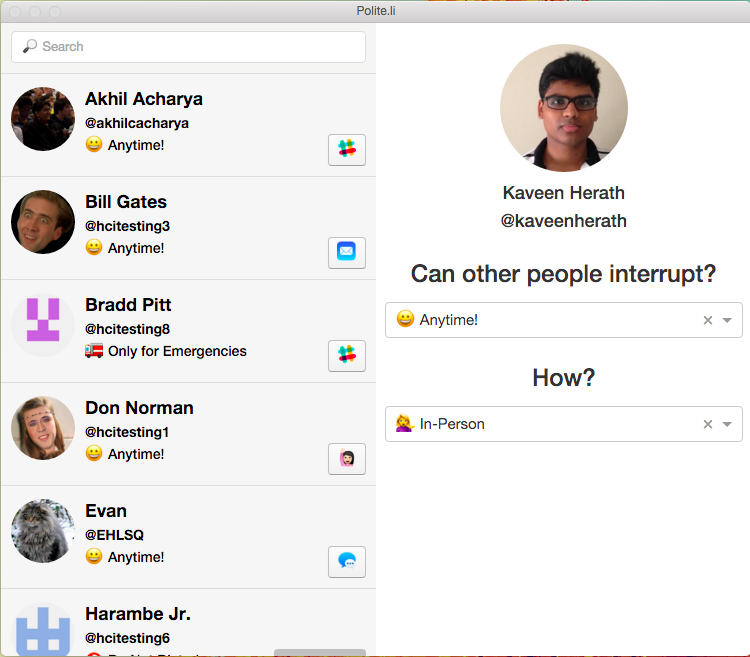 Polite.li
Search
Akhil Acharya
@akhilcacharya
Anytime!
Bill Gates
@hcitesting3
Anytime!
Bradd Pitt
@hcitesting8
Only for Emergencies
Don Norman
@hcitesting1
Anytime!
Evan
@EHLSQ
Anytime!
Harambe Jr.
@hcitesting6
Kaveen Herath
@kaveenherath
Can other people interrupt?
Anytime!
How?
In-Person